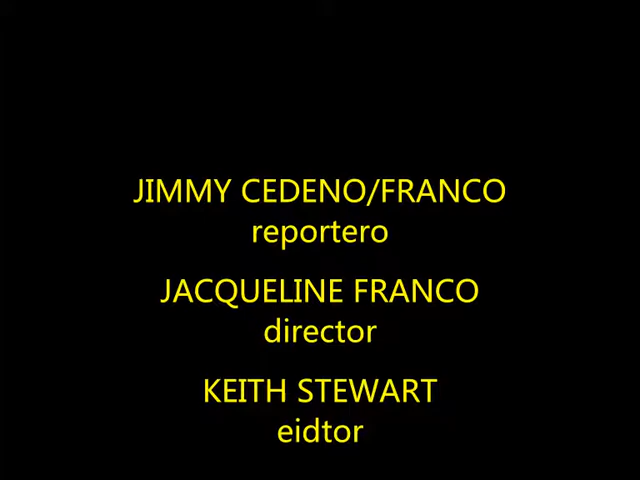 JIMMY CEDENO/FRANCO
reportero
JACQUELINE FRANCO
director
KEITH STEWART
eidtor